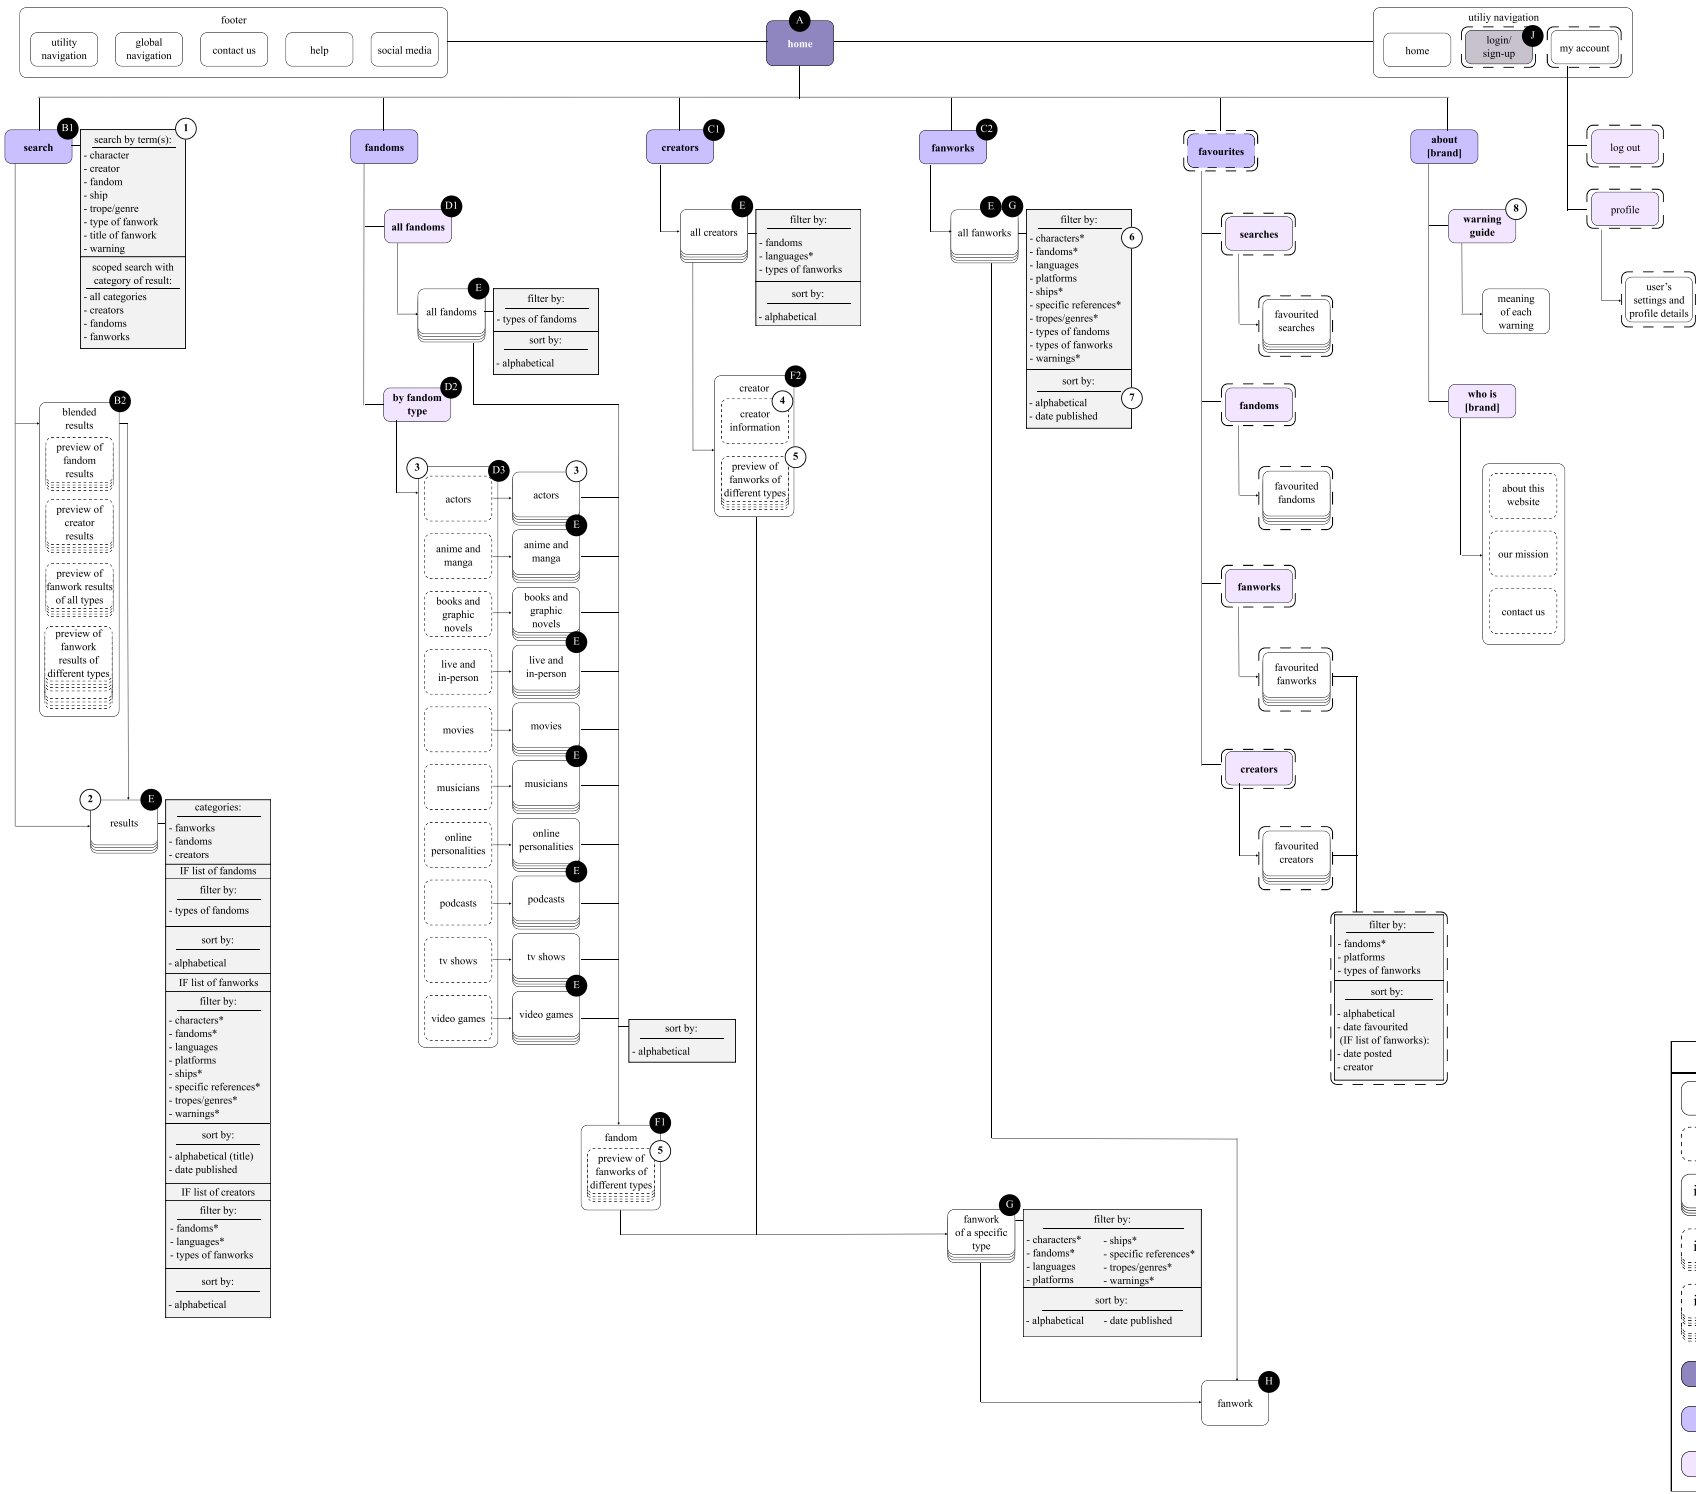 footer
utility
navigation
global
navigation
contact us
help
social media
A
home
utiliy navigation
home
login/
sign-up
J
my account
search
B1
1
search by term(s):
- character
- creator
- fandom
- ship
- trope/genre
- type of fanwork
- title of fanwork
- warning
scoped search with
category of result:
- all categories
- creators
- fandoms
- fanworks
B2
blended
results
preview of
fandom
results
preview of
creator
results
preview of
fanwork results
of all types
preview of
fanwork
results of
different types
2
E
results
categories:
- fanworks
- fandoms
- creators
IF list of fandoms
filter by:
- types of fandoms
sort by:
- alphabetical
IF list of fanworks
filter by:
- characters*
- fandoms*
- languages
- platforms
- ships*
- specific references*
- tropes/genres*
- warnings*
sort by:
- alphabetical (title)
- date published
IF list of creators
filter by:
- fandoms*
- languages*
- types of fanworks
sort by:
- alphabetical
fandoms
D1
all fandoms
E
all fandoms
filter by:
- types of fandoms
sort by:
- alphabetical
D2
by fandom
type
3
D3
3
actors
actors
E
anime and
manga
anime and
manga
books and
graphic
novels
books and
graphic
novels
E
live and
in-person
live and
in-person
movies
movies
E
musicians
musicians
online
personalities
online
personalities
E
podcasts
podcasts
tv shows
tv shows
E
video games
video games
sort by:
- alphabetical
F1
fandom
5
preview of
fanworks of
different types
creators
C1
E
all creators
filter by:
- fandoms
- languages*
- types of fanworks
sort by:
- alphabetical
F2
creator
4
creator
information
5
preview of
fanworks of
different types
fanworks
C2
E
G
all fanworks
filter by:
6
- characters*
- fandoms*
- languages
- platforms
- ships*
- specific references*
- tropes/genres*
- types of fandoms
- types of fanworks
- warnings*
sort by:
7
- alphabetical
- date published
G
fanwork
of a specific
type
filter by:
- characters*
- fandoms*
- languages
- platforms
- ships*
- specific references*
- tropes/genres*
- warnings*
sort by:
- alphabetical
- date published
H
fanwork
favourites
searches
favourited
searches
fandoms
favourited
fandoms
fanworks
favourited
fanworks
creators
favourited
creators
filter by:
- fandoms*
- platforms
- types of fanworks
sort by:
- alphabetical
- date favourited
(IF list of fanworks):
- date posted
- creator
about
[brand]
8
warning
guide
meaning
of each
warning
who is
[brand]
about this
website
our mission
contact us
log out
profile
user's
settings and
profile details